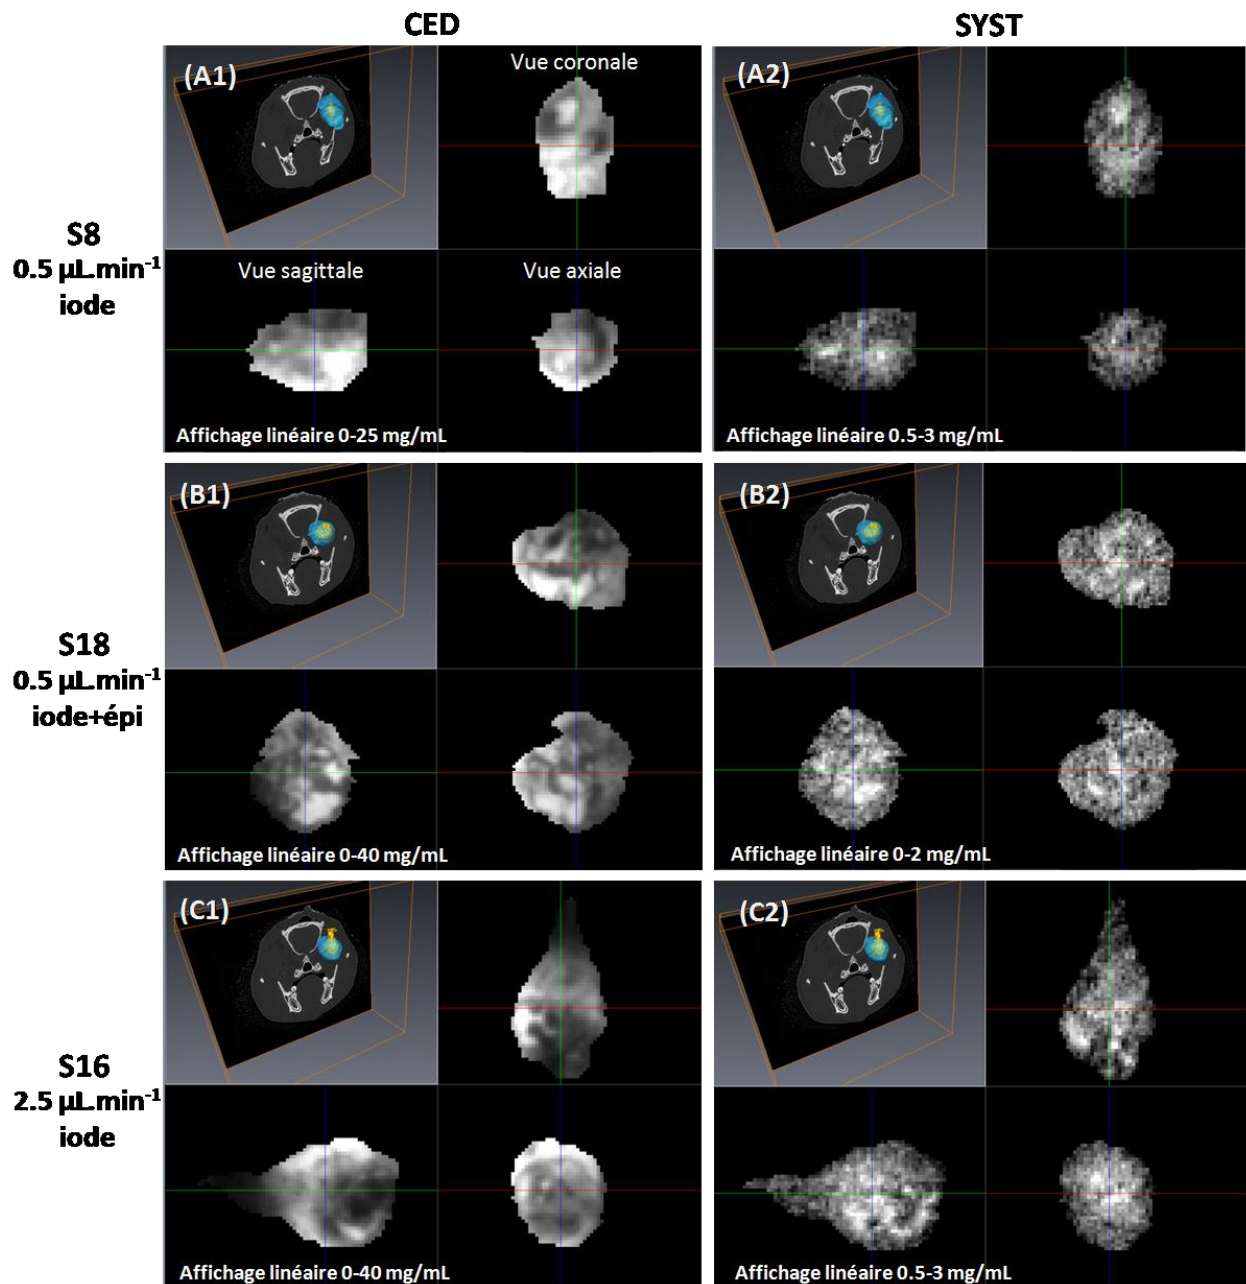 CED
SYST
(A1)
Vue coronale
(A2)
S8
0.5 µL.min⁻¹
iode
Vue sagittale
Vue axiale
Affichage linéaire 0-25 mg/mL
Affichage linéaire 0.5-3 mg/mL
(B1)
(B2)
S18
0.5 µL.min⁻¹
iode+épi
Affichage linéaire 0-40 mg/mL
Affichage linéaire 0-2 mg/mL
(C1)
(C2)
S16
2.5 µL.min⁻¹
iode
Affichage linéaire 0-40 mg/mL
Affichage linéaire 0.5-3 mg/mL